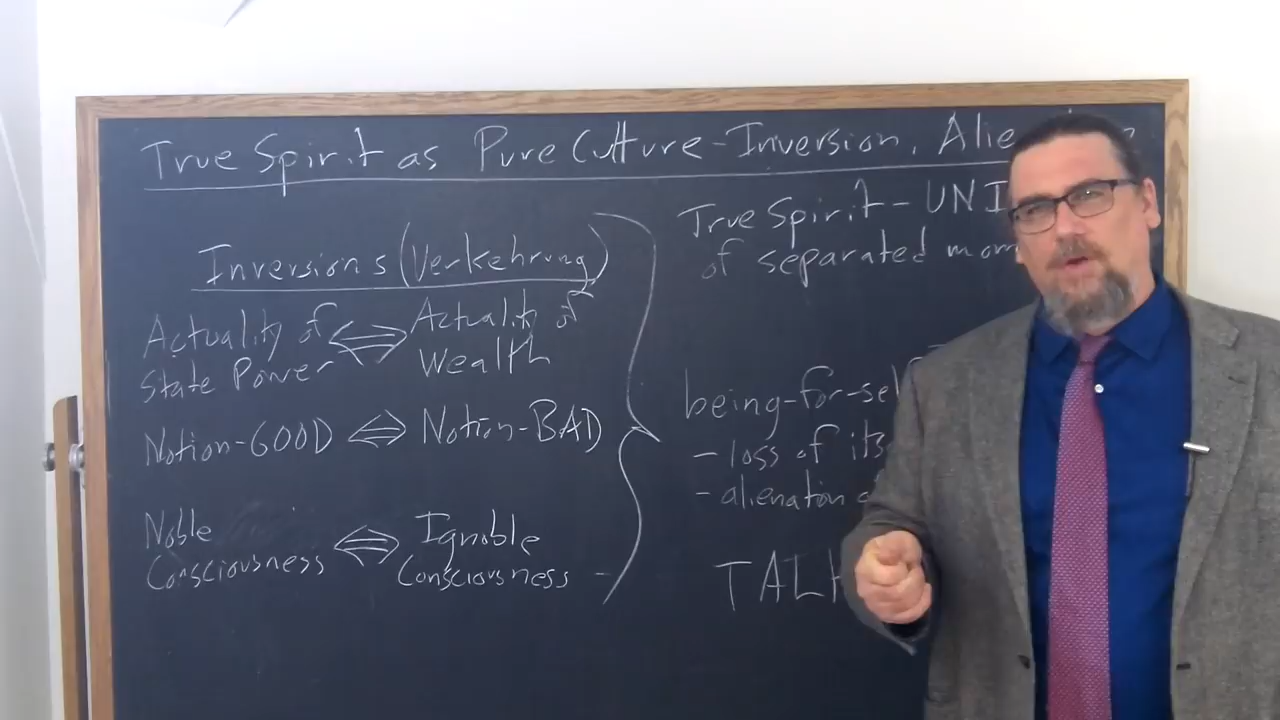 True Spirit as Pure Culture-Inversion, Alie
Inversions (Verkehrung)
Actuality of
State Power ⇔ Actuality of
Wealth
Notion-GOOD ⇔ Notion-BAD
Noble
Consciousness ⇔ Ignoble
Consciousness -
True Spirit - UNI
of separated mom
being-for-sel
- loss of its
- alienation
TAL